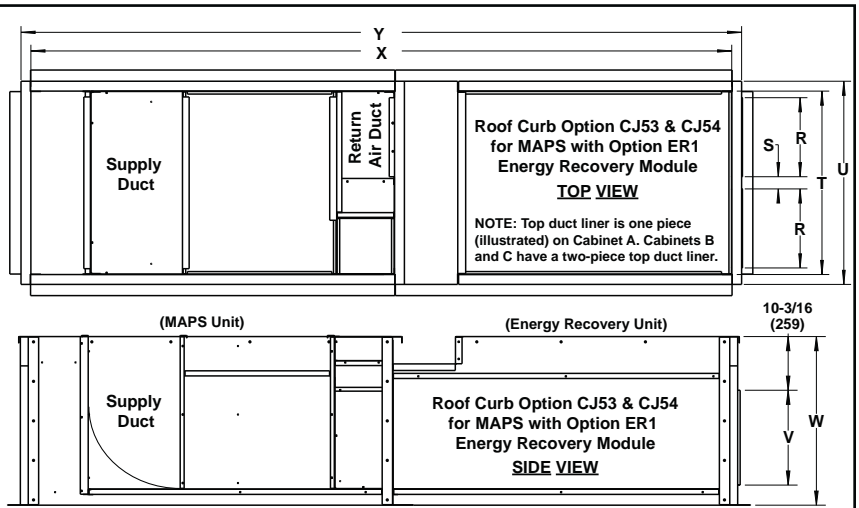 Y
X
Supply
Duct
Return
Air Duct
Roof Curb Option CJ53 & CJ54
for MAPS with Option ER1
Energy Recovery Module
TOP VIEW
NOTE: Top duct liner is one piece
(illustrated) on Cabinet A. Cabinets B
and C have a two-piece top duct liner.
S
R
R
T
U
(MAPS Unit)
(Energy Recovery Unit)
10-3/16
(259)
Supply
Duct
Roof Curb Option CJ53 & CJ54
for MAPS with Option ER1
Energy Recovery Module
SIDE VIEW
V
W